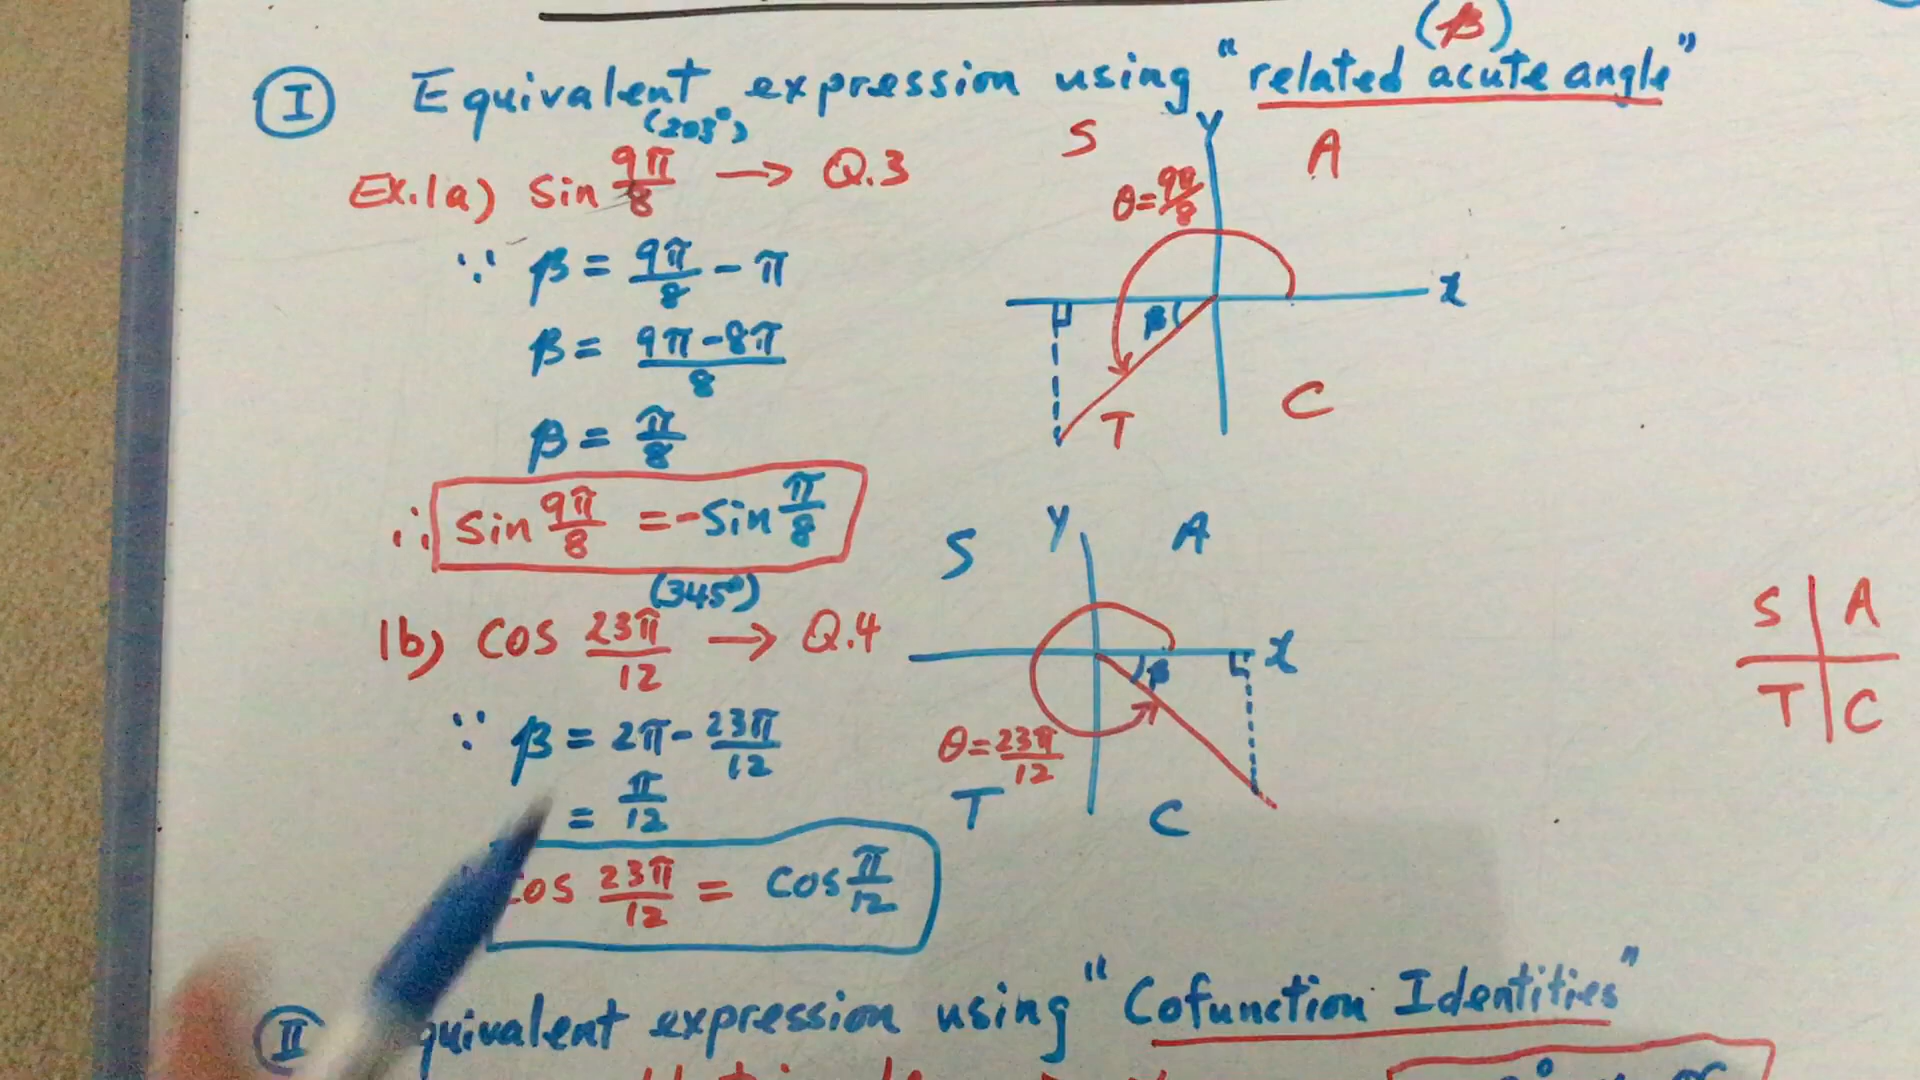 (β)
I Equivalent expression using "related acute angle"
(203°)
Ex.1a) Sin 9π/8 → Q.3
∵ β = 9π/8 - π
β = 9π-8π/8
β = π/8
∴ Sin 9π/8 = -Sin π/8
S Y A
θ=9π/8
x
β
T C
(345°)
1b) Cos 23π/12 → Q.4
∵ β = 2π - 23π/12
= π/12
Cos 23π/12 = Cos π/12
S Y A
x
β
θ=23π/12
T C
S A
T C
II quivalent expression using "Cofunction Identities"